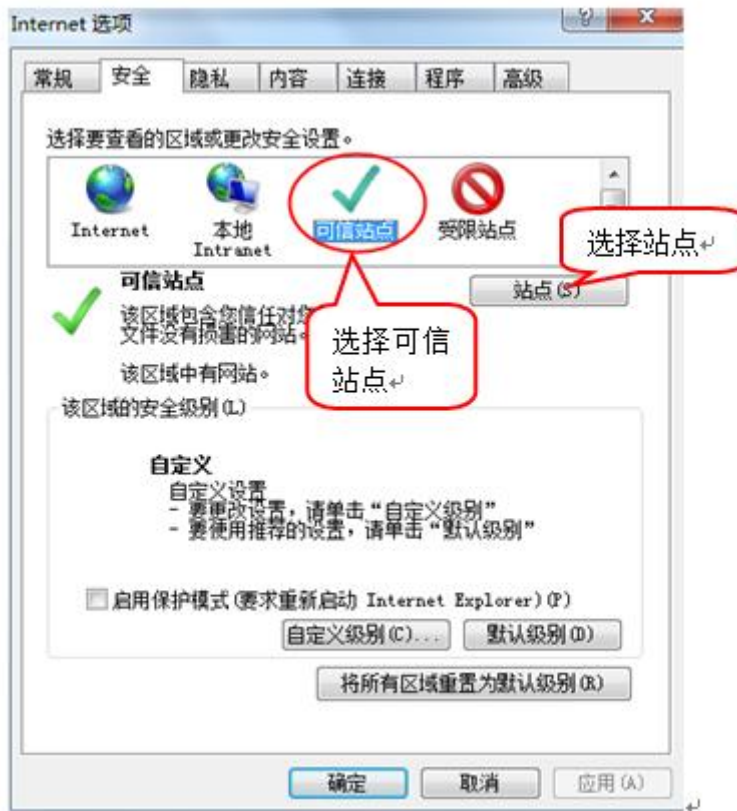 Internet 选项
常规 安全 隐私 内容 连接 程序 高级
选择要查看的区域或更改安全设置。
Internet
本地
Intranet
可信站点
受限站点
选择站点
可信站点
站点(S)
该区域包含您信任对您
文件没有损害的网站。
选择可信
站点
该区域中有网站。
该区域的安全级别(L)
自定义
自定义设置
- 要更改设置，请单击“自定义级别”
- 要使用推荐的设置，请单击“默认级别”
启用保护模式(要求重新启动 Internet Explorer)(P)
自定义级别(C)... 默认级别(D)
将所有区域重置为默认级别(R)
确定 取消 应用(A)